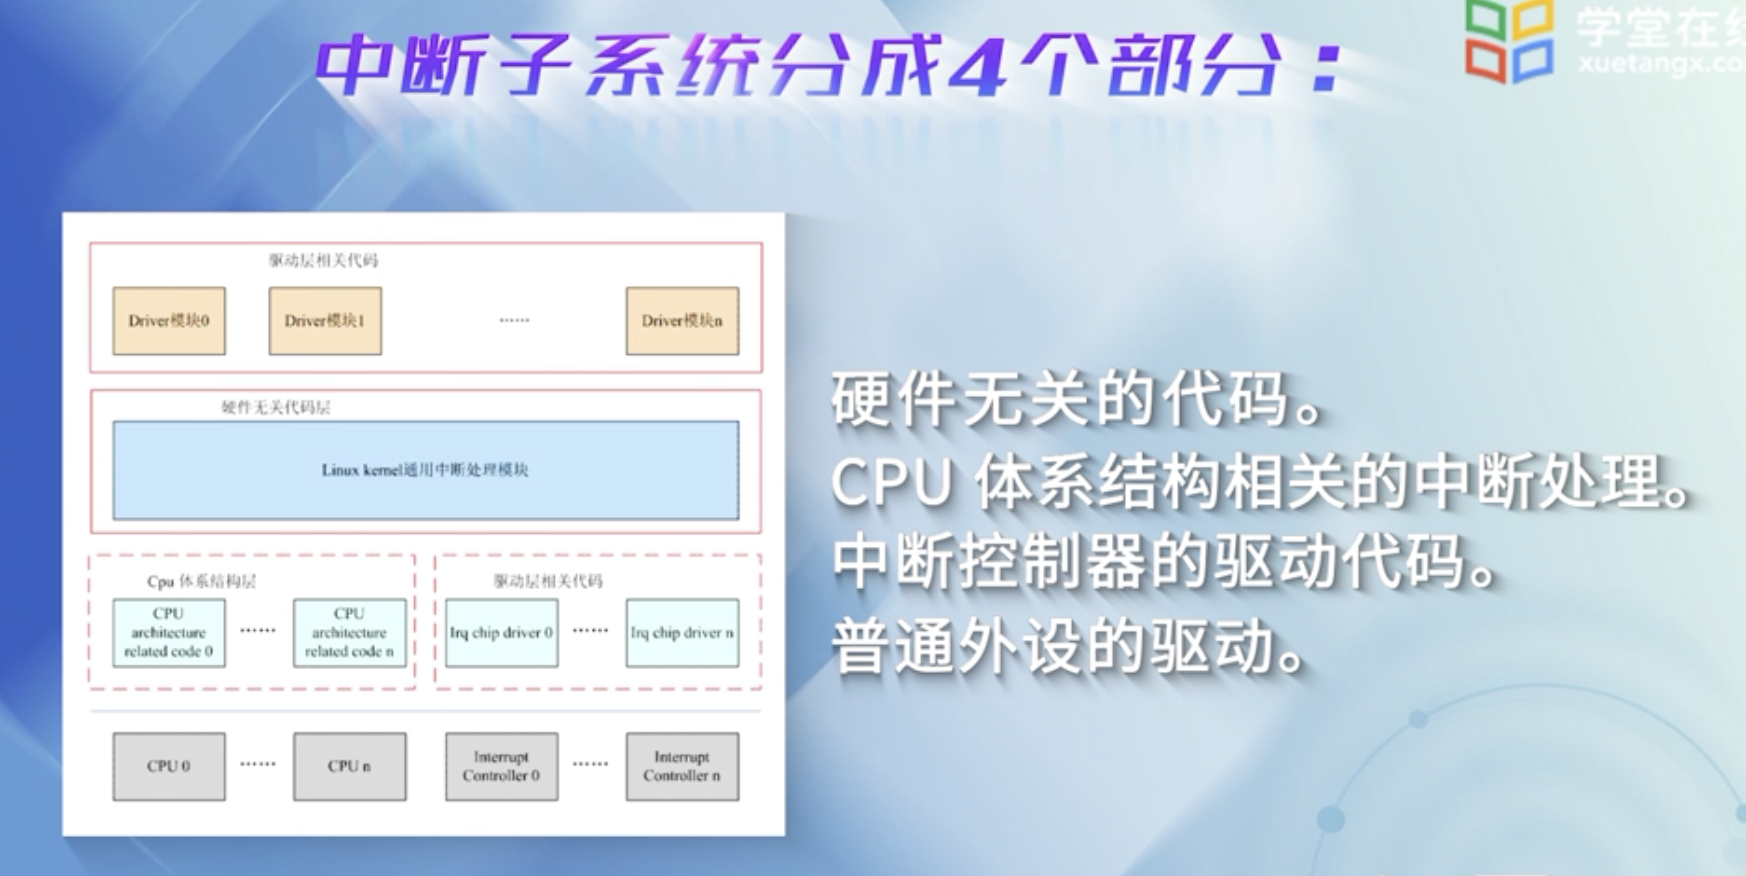 中断子系统分成4个部分：
学堂在
xuetangx.co
驱动层相关代码
Driver模块0
Driver模块1
......
Driver模块n
硬件无关代码层
Linux kernel通用中断处理模块
Cpu 体系结构层
CPU
architecture
related code 0
......
CPU
architecture
related code n
驱动层相关代码
Irq chip driver 0
......
Irq chip driver n
CPU 0
......
CPU n
Interrupt
Controller 0
......
Interrupt
Controller n
硬件无关的代码。
CPU 体系结构相关的中断处理。
中断控制器的驱动代码。
普通外设的驱动。